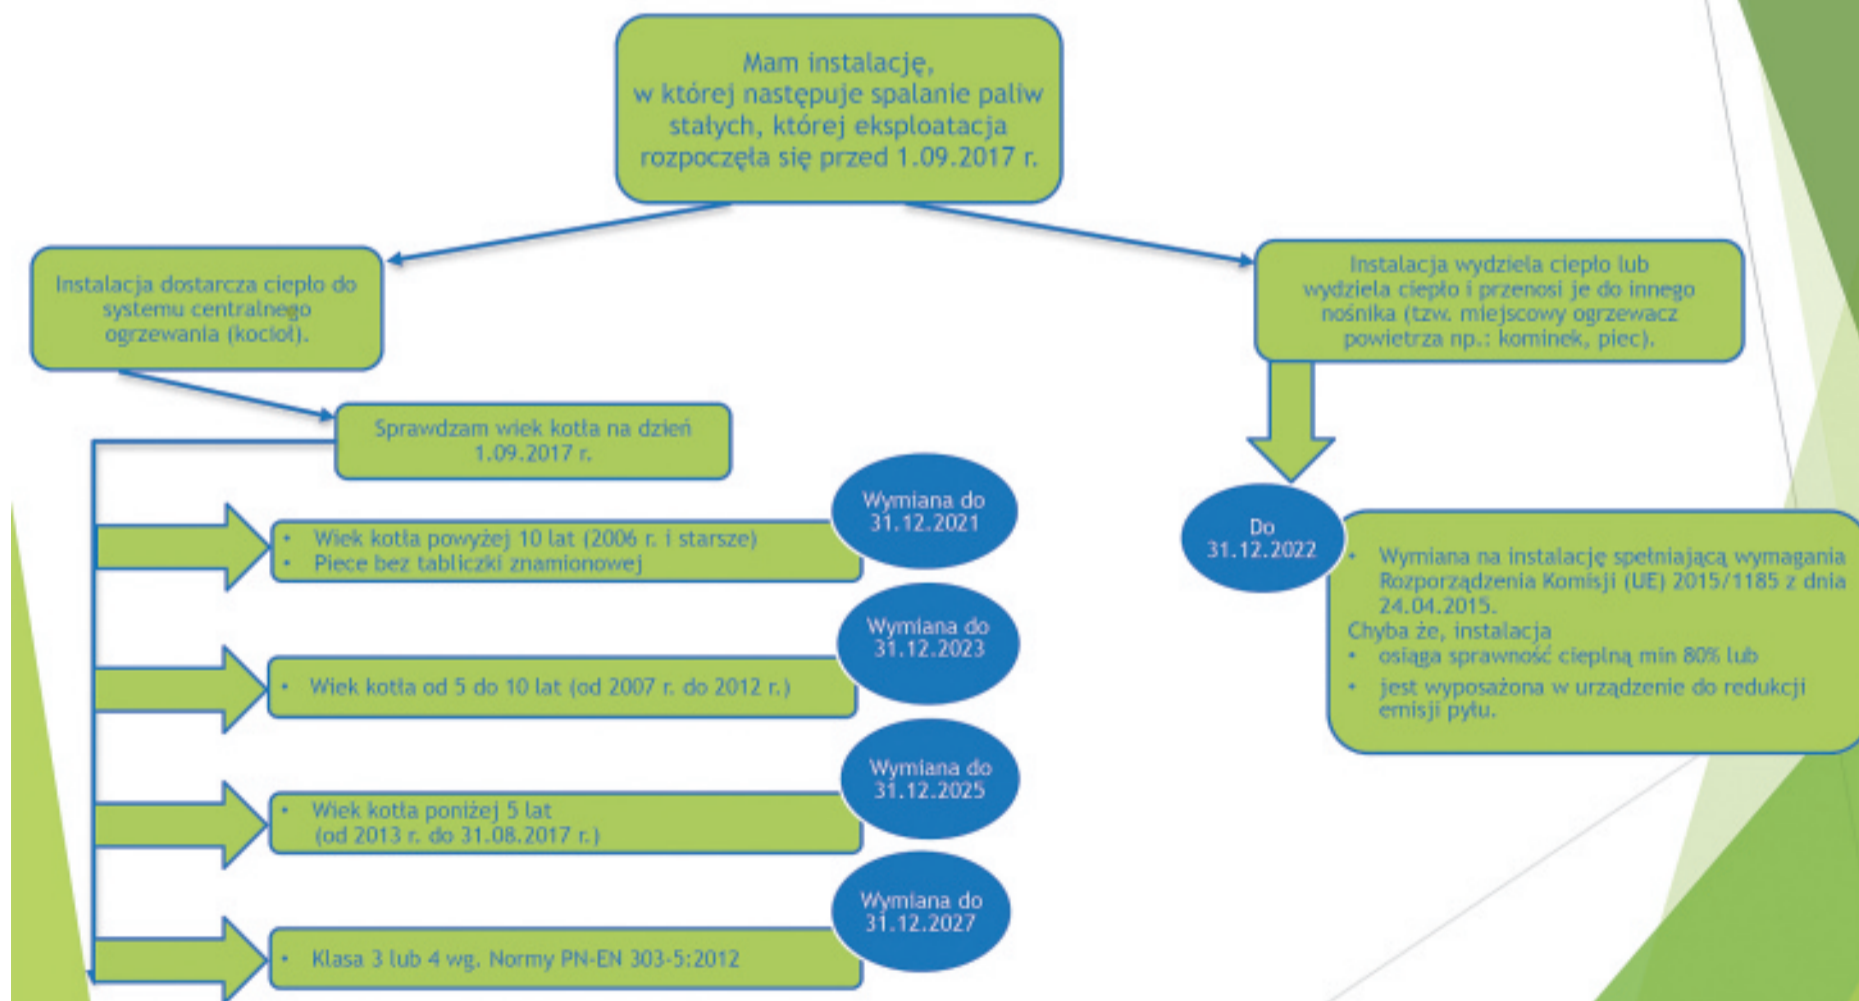 Mam instalację,
w której następuje spalanie paliw
stałych, której eksploatacja
rozpoczęła się przed 1.09.2017 r.
Instalacja dostarcza ciepło do
systemu centralnego
ogrzewania (kocioł).
Instalacja wydziela ciepło lub
wydziela ciepło i przenosi je do innego
nośnika (tzw. miejscowy ogrzewacz
powietrza np.: kominek, piec).
Sprawdzam wiek kotła na dzień
1.09.2017 r.
• Wiek kotła powyżej 10 lat (2006 r. i starsze)
• Piece bez tabliczki znamionowej
Wymiana do
31.12.2021
• Wiek kotła od 5 do 10 lat (od 2007 r. do 2012 r.)
Wymiana do
31.12.2023
• Wiek kotła poniżej 5 lat
(od 2013 r. do 31.08.2017 r.)
Wymiana do
31.12.2025
• Klasa 3 lub 4 wg. Normy PN-EN 303-5:2012
Wymiana do
31.12.2027
Do
31.12.2022
• Wymiana na instalację spełniającą wymagania
Rozporządzenia Komisji (UE) 2015/1185 z dnia
24.04.2015.
Chyba że, instalacja
• osiąga sprawność cieplną min 80% lub
• jest wyposażona w urządzenie do redukcji
emisji pyłu.